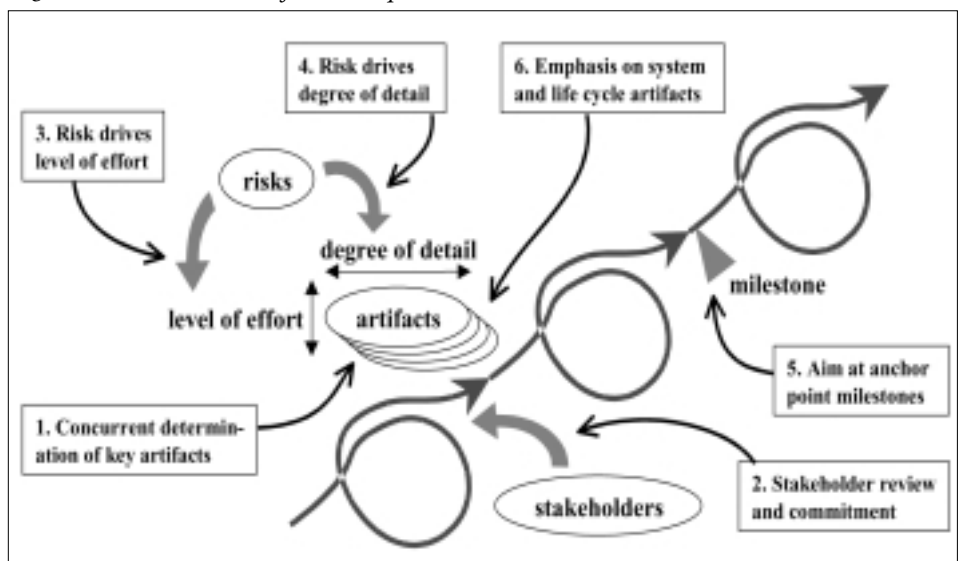 4. Risk drives
degree of detail
6. Emphasis on system
and life cycle artifacts
3. Risk drives
level of effort
risks
degree of detail
milestone
level of effort
artifacts
5. Aim at anchor
point milestones
1. Concurrent determin-
ation of key artifacts
stakeholders
2. Stakeholder review
and commitment